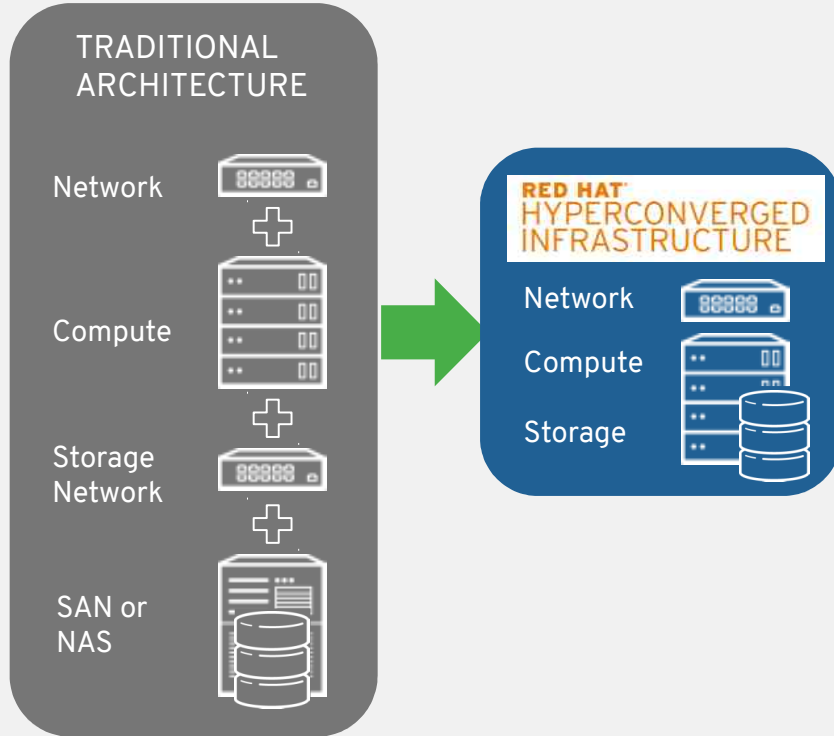 TRADITIONAL
ARCHITECTURE
Network
Compute
Storage
Network
SAN or
NAS
RED HAT®
HYPERCONVERGED
INFRASTRUCTURE
Network
Compute
Storage